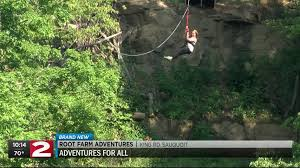 BRAND NEW
10:14
ROOT FARM ADVENTURES
KING RD, SAUQUOIT
70°
2
ADVENTURES FOR ALL